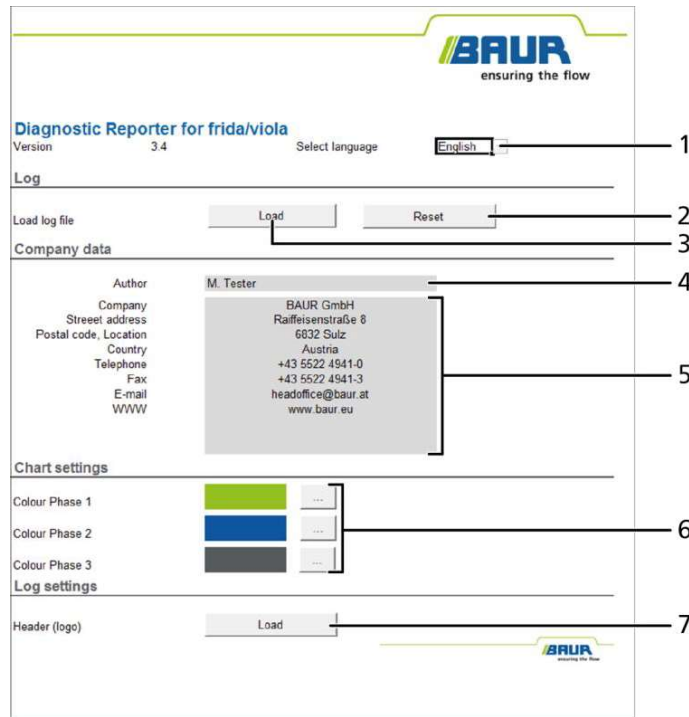 BAUR
ensuring the flow
Diagnostic Reporter for frida/viola
Version 3.4 Select language English 1
Log
Load log file Load Reset 2
3
Company data
Author M. Tester 4
Company BAUR GmbH
Streeet address Raiffeisenstraße 8
Postal code, Location 6832 Sulz
Country Austria
Telephone +43 5522 4941-0
Fax +43 5522 4941-3 5
E-mail headoffice@baur.at
WWW www.baur.eu
Chart settings
Colour Phase 1 ...
Colour Phase 2 ... 6
Colour Phase 3 ...
Log settings
Header (logo) Load 7
BAUR
ensuring the flow